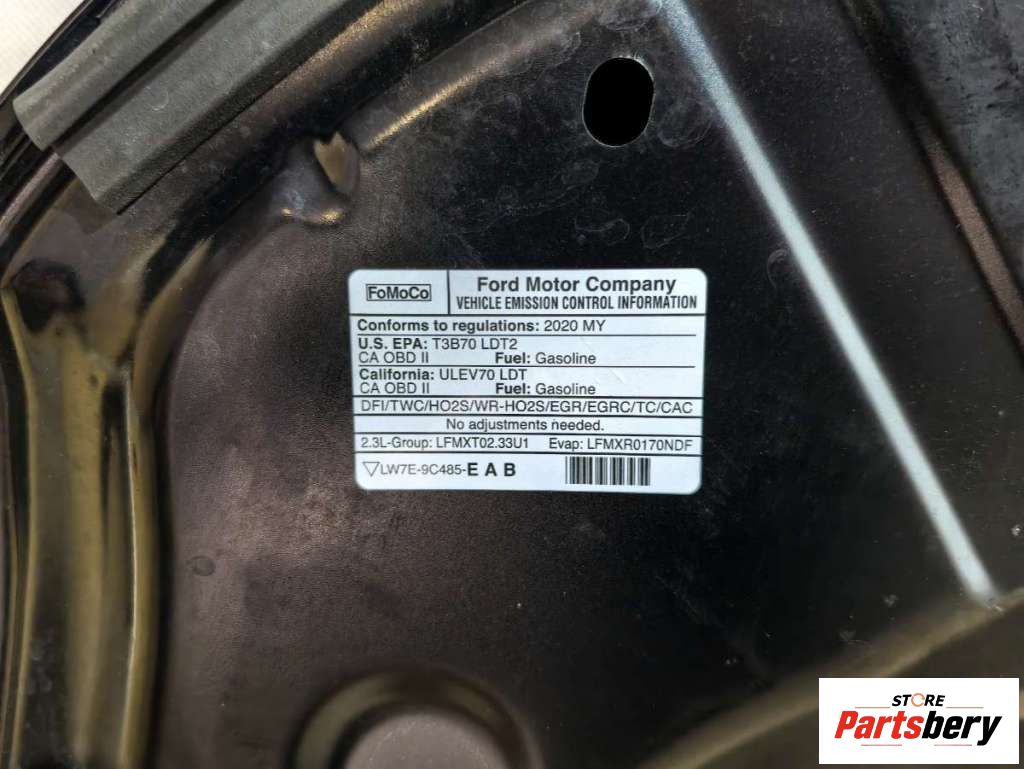 FoMoCo
Ford Motor Company
VEHICLE EMISSION CONTROL INFORMATION
Conforms to regulations: 2020 MY
U.S. EPA: T3B70 LDT2
CA OBD II Fuel: Gasoline
California: ULEV70 LDT
CA OBD II Fuel: Gasoline
DFI/TWC/HO2S/WR-HO2S/EGR/EGRC/TC/CAC
No adjustments needed.
2.3L-Group: LFMXT02.33U1 Evap: LFMXR0170NDF
LW7E-9C485-E A B
STORE
Partsbery